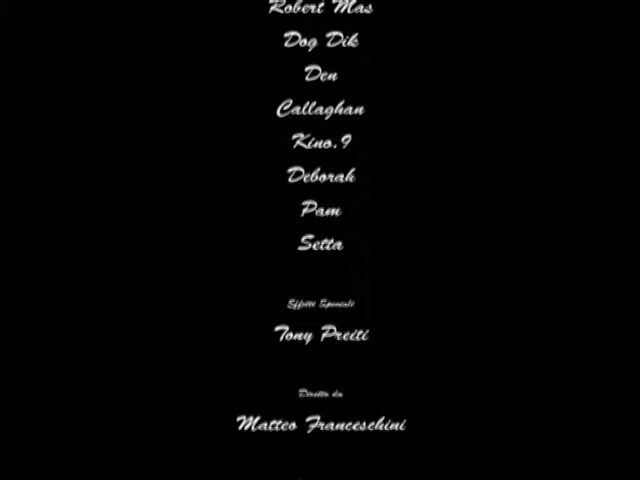 Robert Mas
Dog Dik
Den
Callaghan
Kino.9
Deborah
Pam
Setta
Effetti Speciali
Tony Preiti
Diretto da
Matteo Franceschini